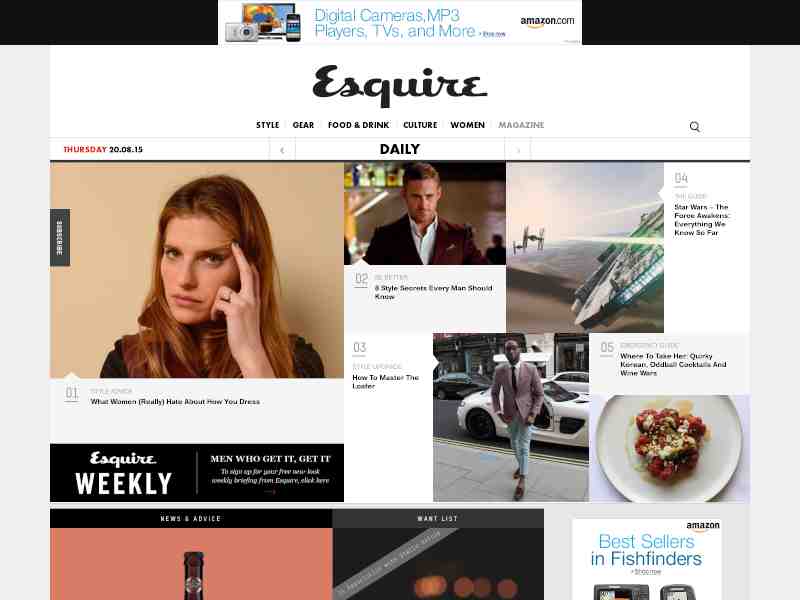 Digital Cameras,MP3
Players, TVs, and More › Shop now
amazon.com
Esquire
STYLE GEAR FOOD & DRINK CULTURE WOMEN MAGAZINE
THURSDAY 20.08.15
DAILY
SUBSCRIBE
01
STYLE ADVICE
What Women (Really) Hate About How You Dress
02
BE BETTER
8 Style Secrets Every Man Should
Know
03
STYLE UPGRADE
How To Master The
Loafer
04
THE GUIDE
Star Wars – The
Force Awakens:
Everything We
Know So Far
05
EMERGENCY GUIDE
Where To Take Her: Quirky
Korean, Oddball Cocktails And
Wine Wars
Esquire
WEEKLY
MEN WHO GET IT, GET IT
To sign up for your free new-look
weekly briefing from Esquire, click here
NEWS & ADVICE
WANT LIST
amazon
Best Sellers
in Fishfinders
› Shop now